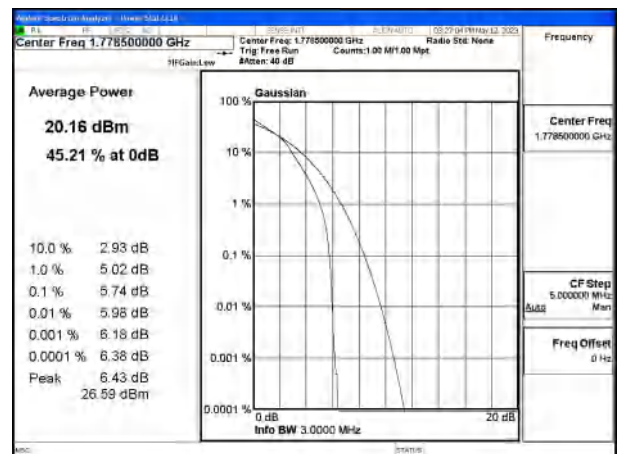 Center Freq 1.778500000 GHz
Center Freq: 1.778500000 GHz
Radio Std: None
Trig: Free Run
Counts:1.00 M/1.00 Mpt
#IFGain:Low
#Atten: 40 dB
Frequency
Average Power
20.16 dBm
45.21 % at 0dB
10.0 % 2.93 dB
1.0 % 5.02 dB
0.1 % 5.74 dB
0.01 % 5.98 dB
0.001 % 6.18 dB
0.0001 % 6.38 dB
Peak 6.43 dB
26.59 dBm
Gaussian
100 %
10 %
1 %
0.1 %
0.01 %
0.001 %
0.0001 %
0 dB
20 dB
Info BW 3.0000 MHz
Center Freq
1.778500000 GHz
CF Step
5.000000 MHz
Auto Man
Freq Offset
0 Hz
MSG
STATUS